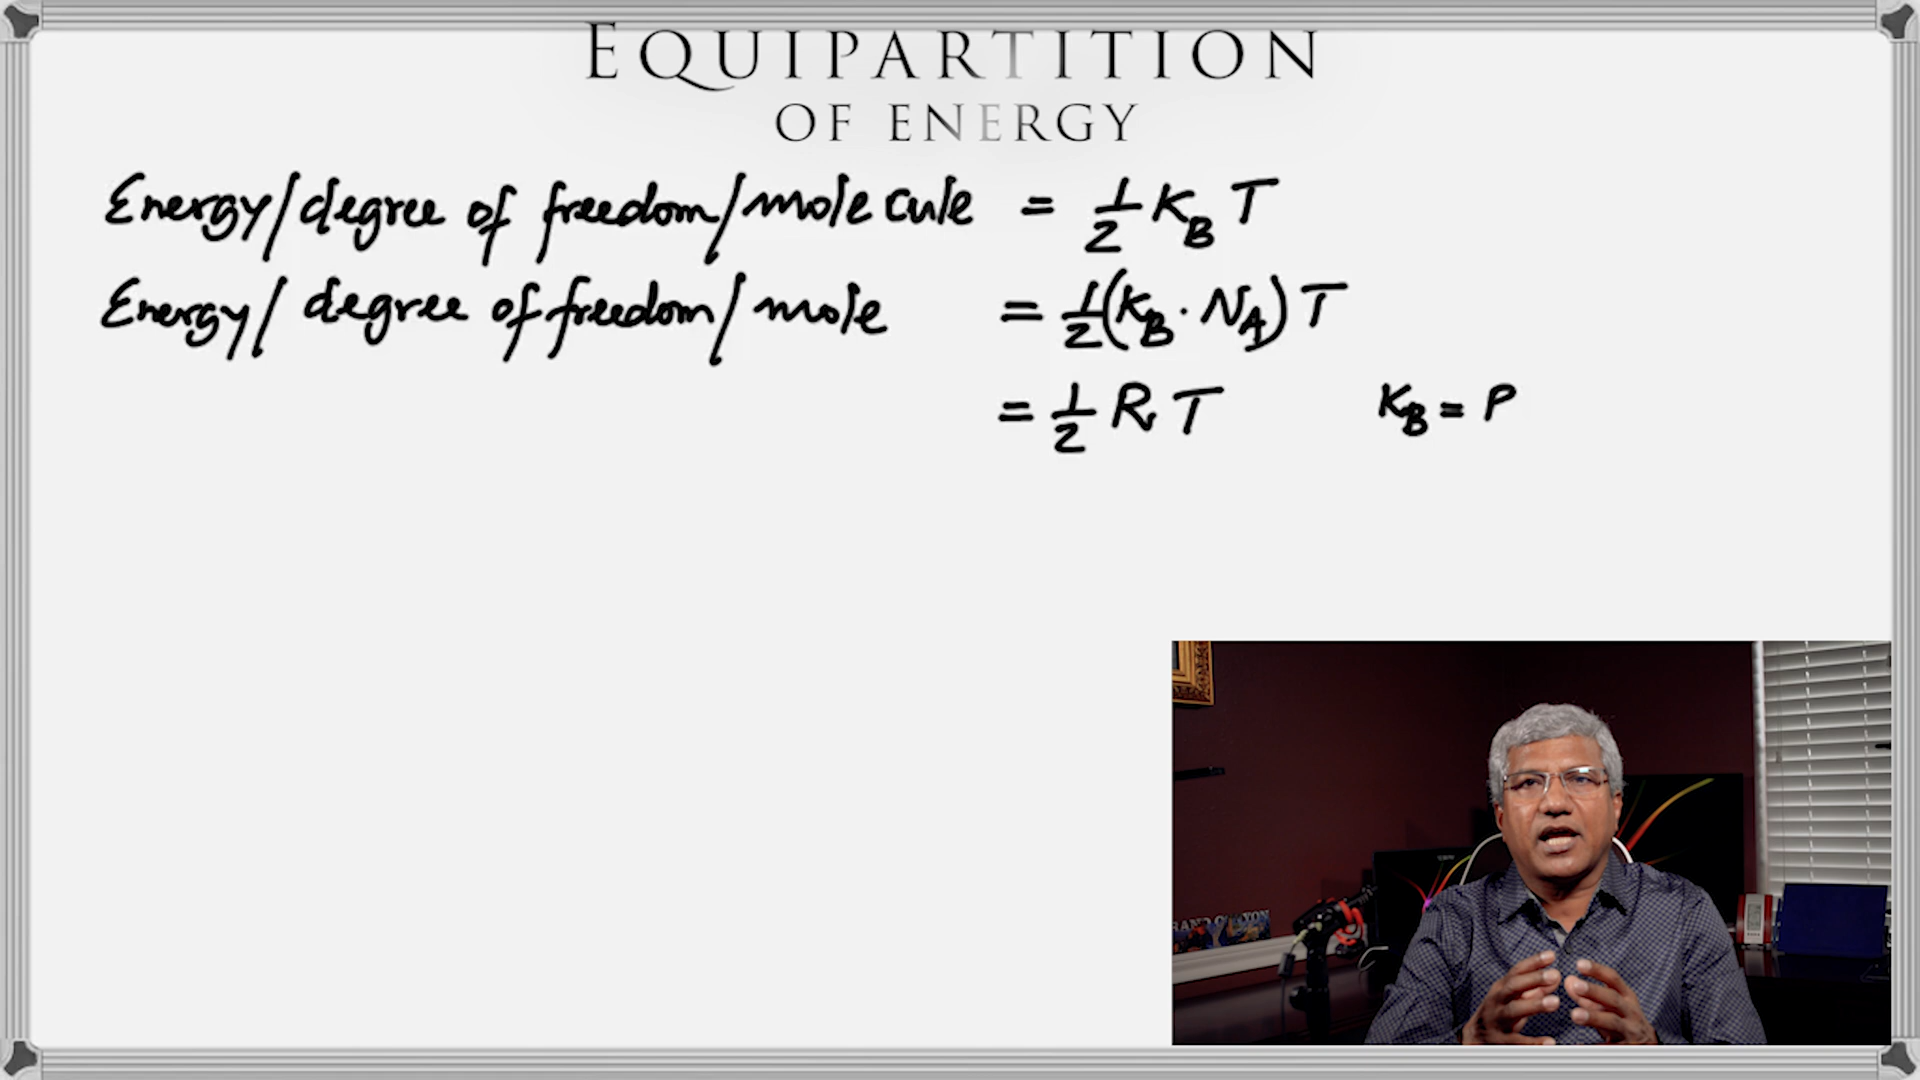 EQUIPARTITION
OF ENERGY
Energy/degree of freedom/molecule = 1/2 K_B T
Energy/degree of freedom/mole = 1/2 (K_B · N_A) T
= 1/2 R T K_B = P